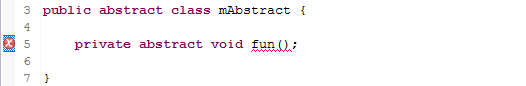 3 public abstract class mAbstract {
4
5     private abstract void fun();
6
7 }